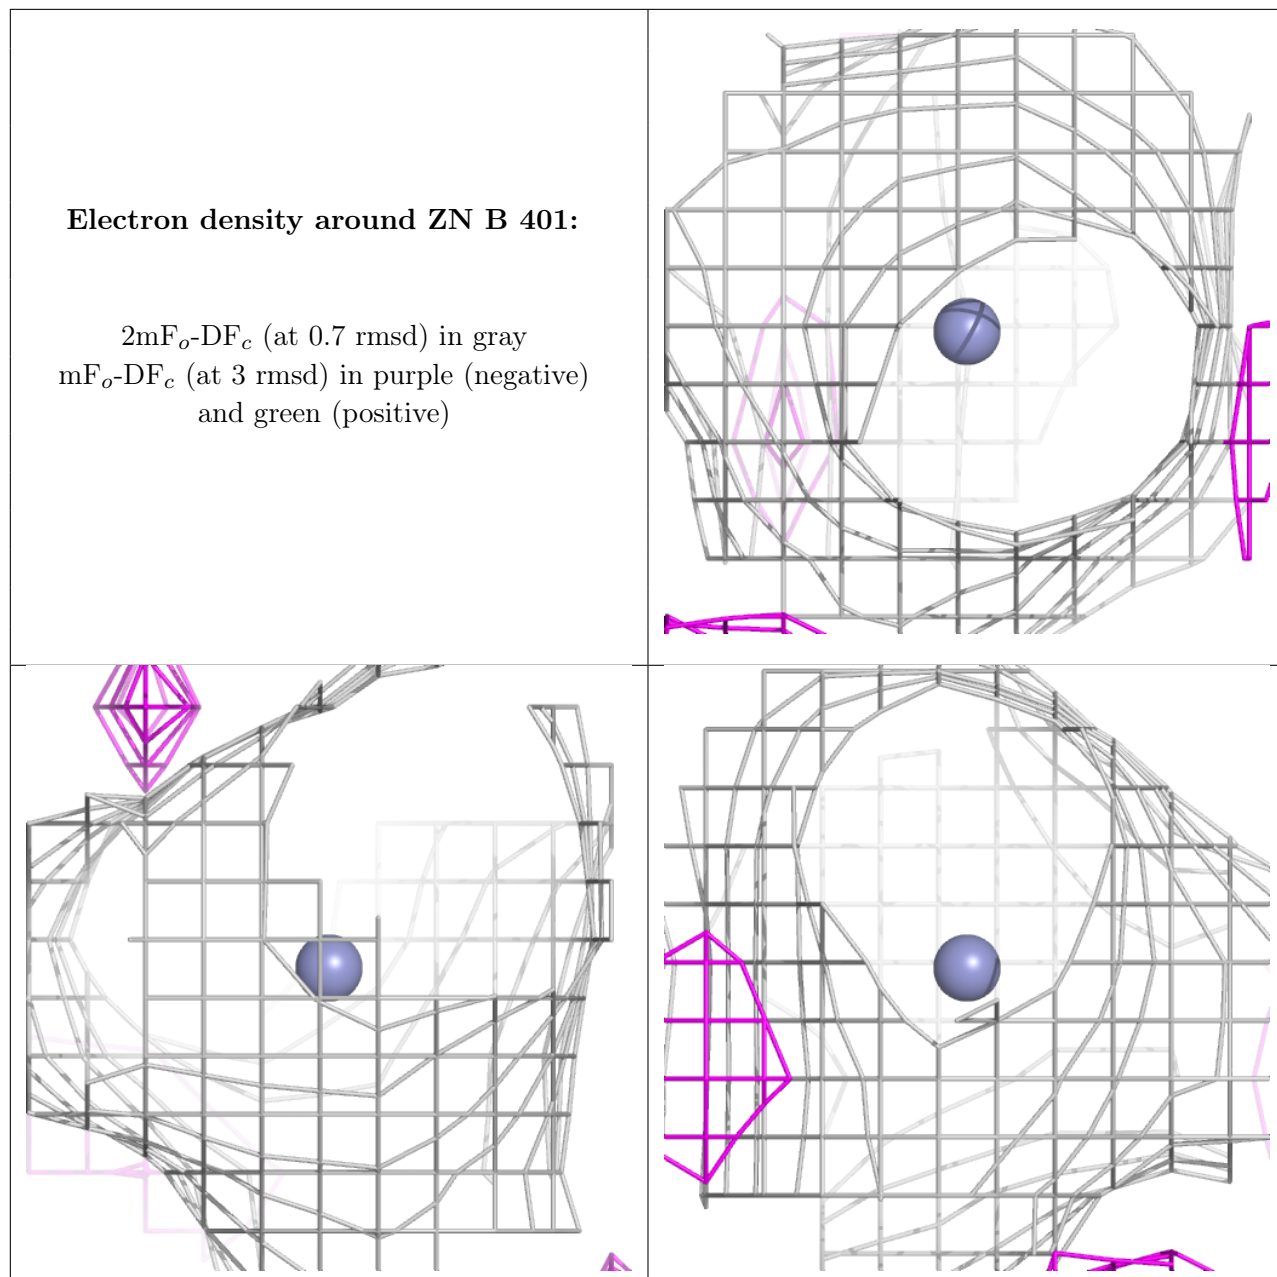 Electron density around ZN B 401:
2mFo-DFc (at 0.7 rmsd) in gray
mFo-DFc (at 3 rmsd) in purple (negative)
and green (positive)